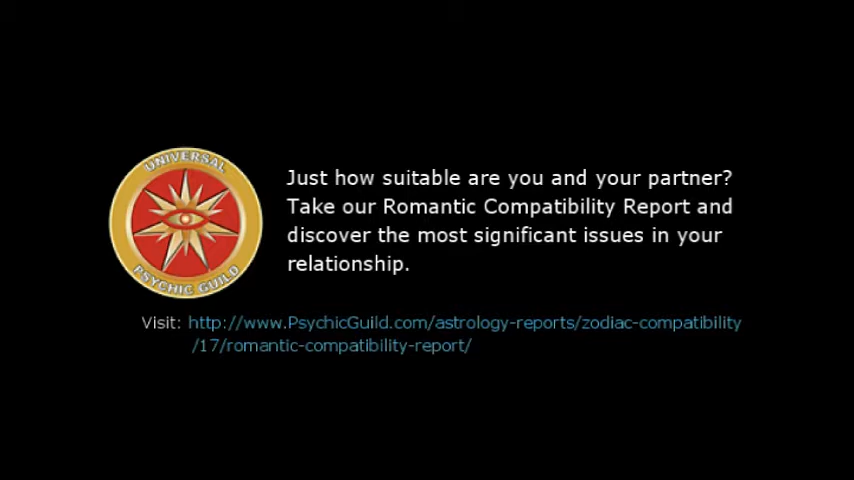 UNIVERSAL
PSYCHIC GUILD
Just how suitable are you and your partner?
Take our Romantic Compatibility Report and
discover the most significant issues in your
relationship.
Visit: http://www.PsychicGuild.com/astrology-reports/zodiac-compatibility
/17/romantic-compatibility-report/